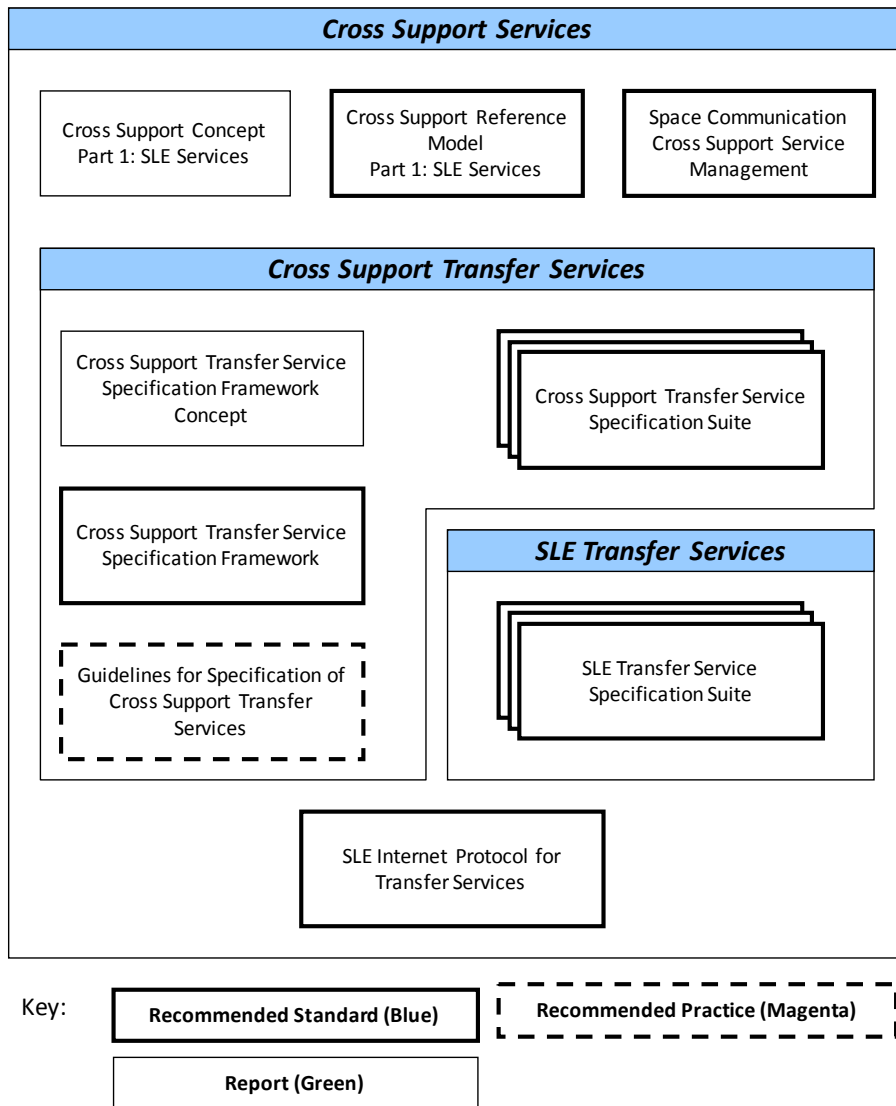 Cross Support Services
Cross Support Concept
Part 1: SLE Services
Cross Support Reference
Model
Part 1: SLE Services
Space Communication
Cross Support Service
Management
Cross Support Transfer Services
Cross Support Transfer Service
Specification Framework
Concept
Cross Support Transfer Service
Specification Suite
Cross Support Transfer Service
Specification Framework
SLE Transfer Services
Guidelines for Specification of
Cross Support Transfer
Services
SLE Transfer Service
Specification Suite
SLE Internet Protocol for
Transfer Services
Key:
Recommended Standard (Blue)
Recommended Practice (Magenta)
Report (Green)